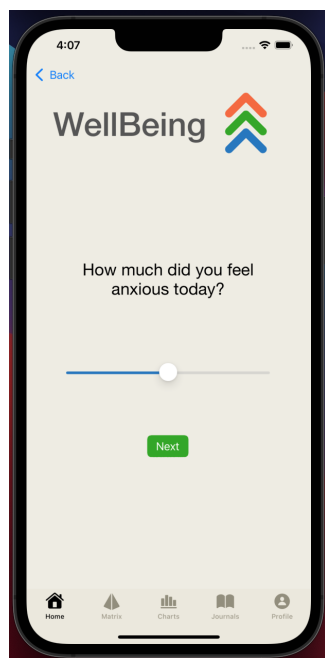 4:07
Back
WellBeing
How much did you feel
anxious today?
Next
Home Matrix Charts Journals Profile